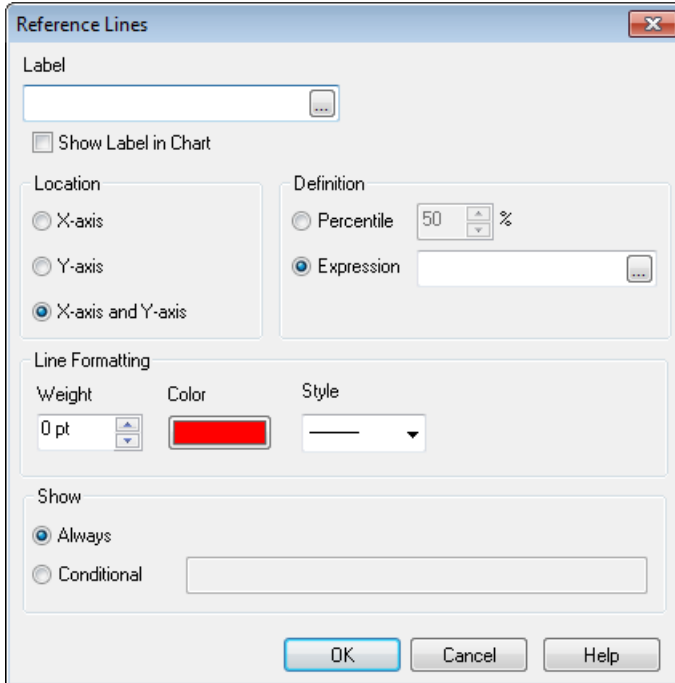 Reference Lines
Label
...
Show Label in Chart
Location
X-axis
Y-axis
X-axis and Y-axis
Definition
Percentile 50 %
Expression ...
Line Formatting
Weight Color Style
0 pt
Show
Always
Conditional
OK Cancel Help